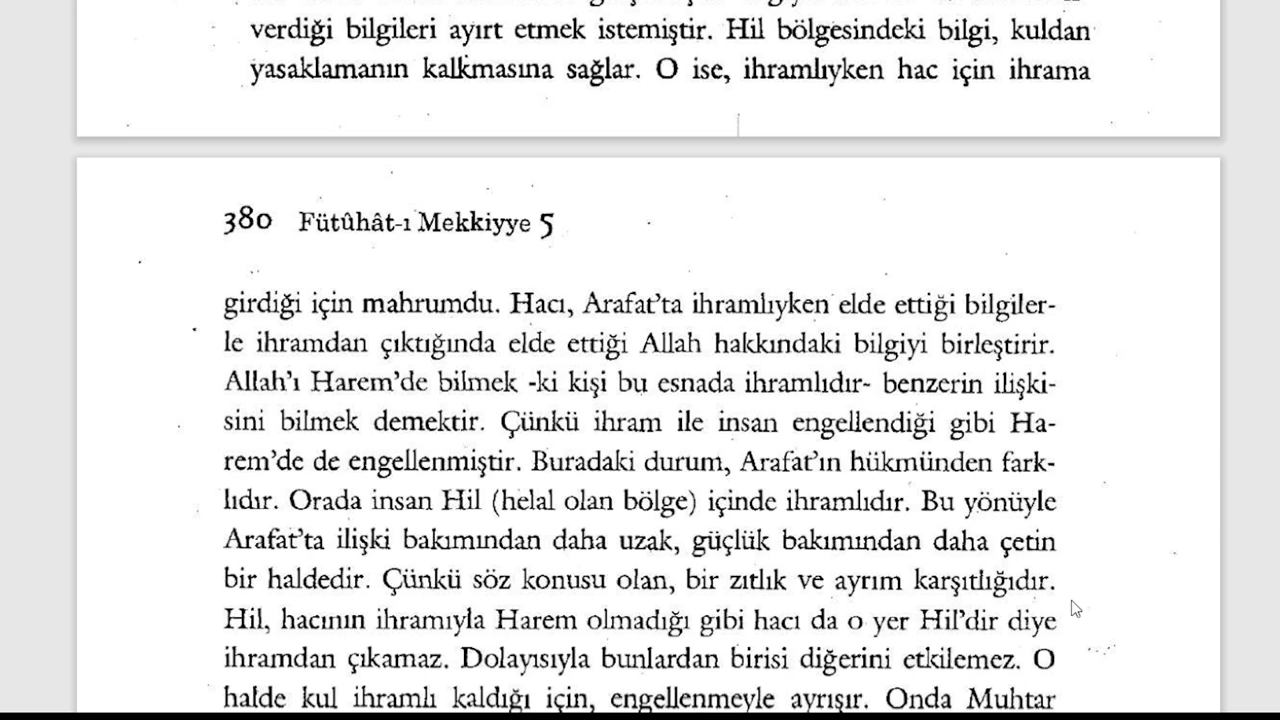 verdiği bilgileri ayırt etmek istemiştir. Hil bölgesindeki bilgi, kuldan
yasaklamanın kalkmasına sağlar. O ise, ihramlıyken hac için ihrama
380 Fütûhât-ı Mekkiyye 5
girdiği için mahrumdu. Hacı, Arafat'ta ihramlıyken elde ettiği bilgiler-
le ihramdan çıktığında elde ettiği Allah hakkındaki bilgiyi birleştirir.
Allah'ı Harem'de bilmek -ki kişi bu esnada ihramlıdır- benzerin ilişki-
sini bilmek demektir. Çünkü ihram ile insan engellendiği gibi Ha-
rem'de de engellenmiştir. Buradaki durum, Arafat'ın hükmünden fark-
lıdır. Orada insan Hil (helal olan bölge) içinde ihramlıdır. Bu yönüyle
Arafat'ta ilişki bakımından daha uzak, güçlük bakımından daha çetin
bir haldedir. Çünkü söz konusu olan, bir zıtlık ve ayrım karşıtlığıdır.
Hil, hacının ihramıyla Harem olmadığı gibi hacı da o yer Hil'dir diye
ihramdan çıkamaz. Dolayısıyla bunlardan birisi diğerini etkilemez. O
halde kul ihramlı kaldığı için, engellenmeyle ayrışır. Onda Muhtar